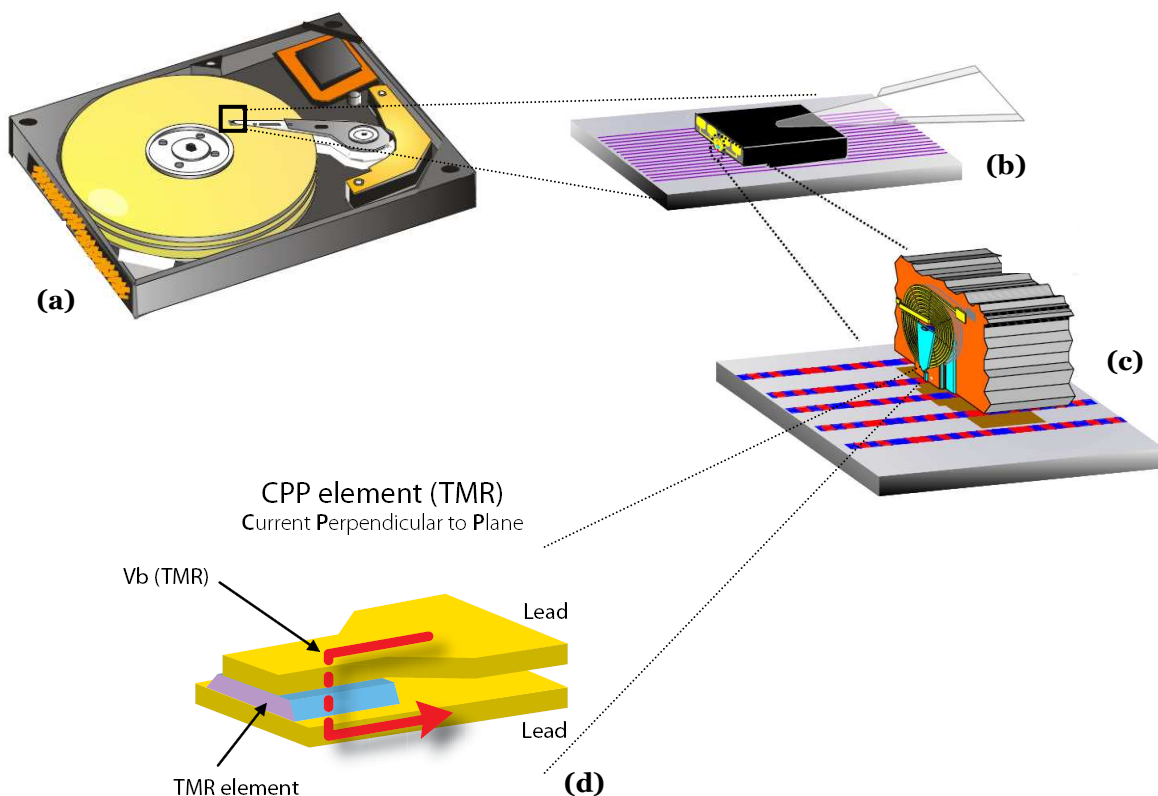 (a)
(b)
(c)
CPP element (TMR)
Current Perpendicular to Plane
Vb (TMR)
Lead
Lead
TMR element
(d)